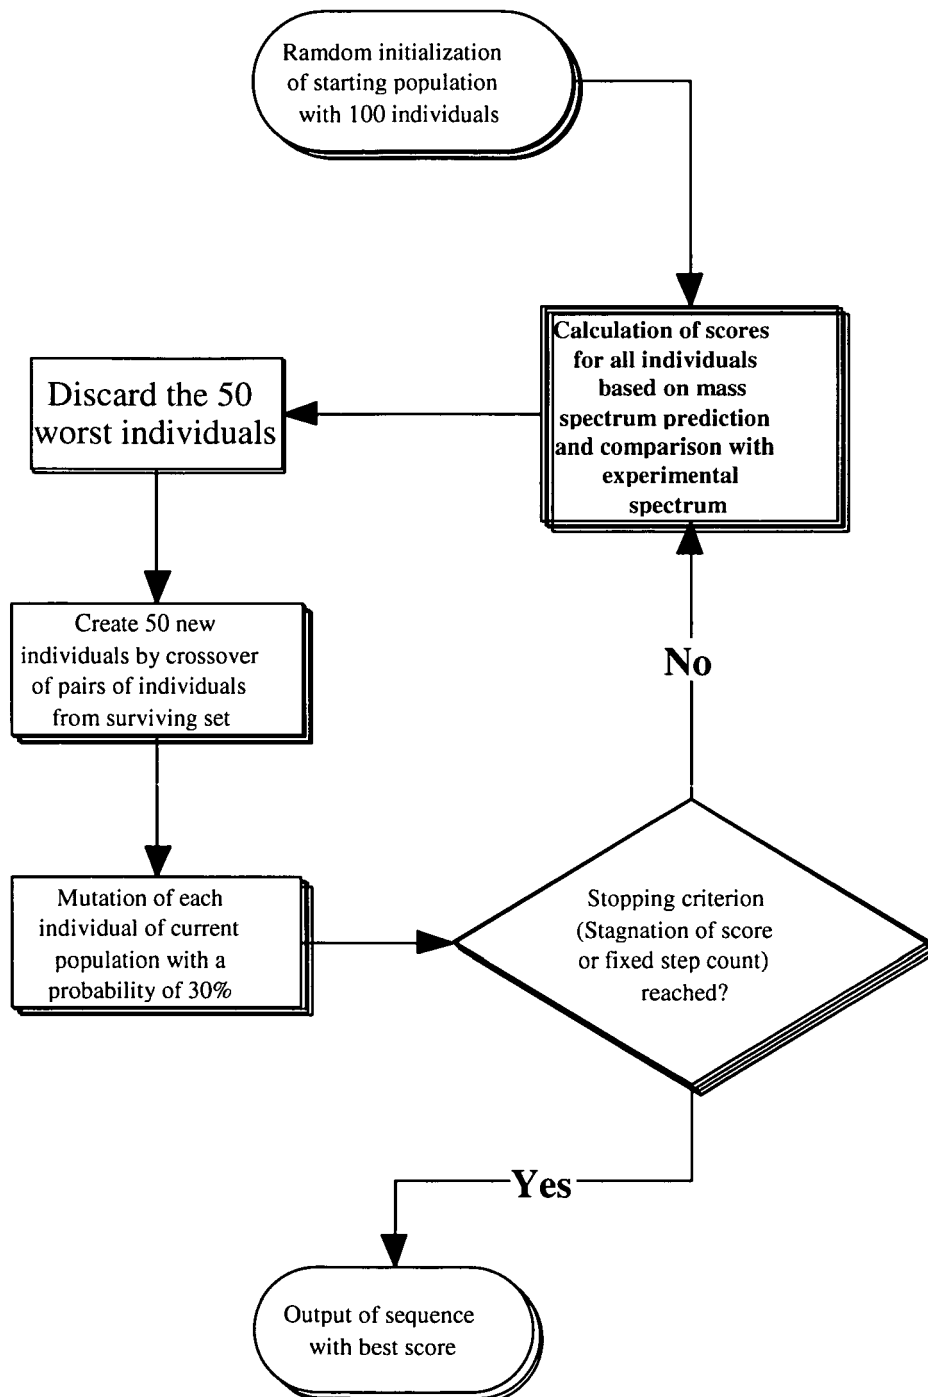 Ramdom initialization
of starting population
with 100 individuals
Calculation of scores
for all individuals
based on mass
spectrum prediction
and comparison with
experimental
spectrum
Discard the 50
worst individuals
Create 50 new
individuals by crossover
of pairs of individuals
from surviving set
Mutation of each
individual of current
population with a
probability of 30%
Stopping criterion
(Stagnation of score
or fixed step count)
reached?
No
Yes
Output of sequence
with best score